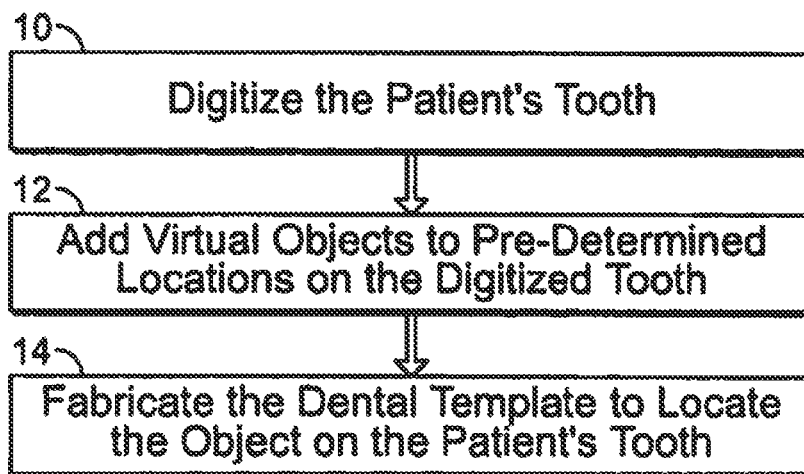 10
Digitize the Patient's Tooth
12
Add Virtual Objects to Pre-Determined
Locations on the Digitized Tooth
14
Fabricate the Dental Template to Locate
the Object on the Patient's Tooth